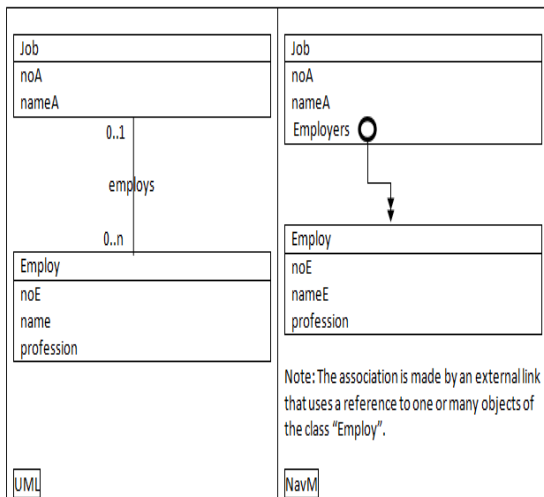 Job
noA
nameA
0..1
employs
0..n
Employ
noE
name
profession
UML
Job
noA
nameA
Employers
Employ
noE
nameE
profession
Note: The association is made by an external link
that uses a reference to one or many objects of
the class “Employ”.
NavM